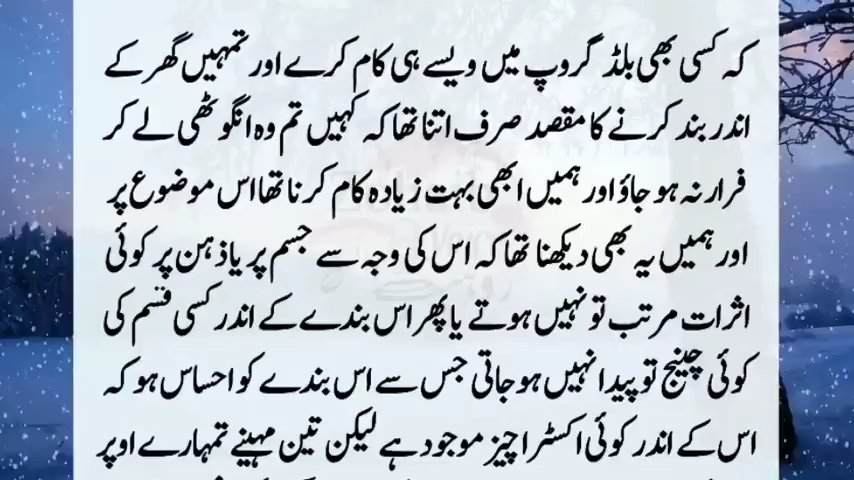 کہ کسی بھی بلڈ گروپ میں ویسے ہی کام کرے اور تمہیں گھر کے
اندر بند کرنے کا مقصد صرف اتنا تھا کہ کہیں تم وہ انگوٹھی لے کر
فرار نہ ہو جاؤ اور ہمیں ابھی بہت زیادہ کام کرنا تھا اس موضوع پر
اور ہمیں یہ بھی دیکھنا تھا کہ اس کی وجہ سے جسم پر یا ذہن پر کوئی
اثرات مرتب تو نہیں ہوتے یا پھر اس بندے کے اندر کسی قسم کی
کوئی چینج تو پیدا نہیں ہو جاتی جس سے اس بندے کو احساس ہو کہ
اس کے اندر کوئی اکسٹرا چیز موجود ہے لیکن تین مہینے تمہارے اوپر